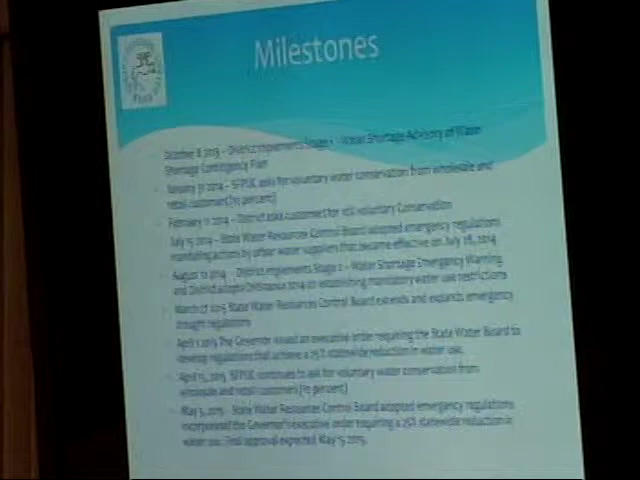 Milestones
October 8 2013 – District implements Stage 1 – Water Shortage Advisory of Water
Shortage Contingency Plan
January 31 2014 – SFPUC asks for voluntary water conservation from wholesale and
retail customers (10 percent)
February 11 2014 – District asks customers for 10% voluntary Conservation
July 15 2014 – State Water Resources Control Board adopted emergency regulations
mandating actions by urban water suppliers that became effective on July 28, 2014
August 12 2014 – District implements Stage 2 – Water Shortage Emergency Warning
and District adopts Ordinance 2014-01 establishing mandatory water use restrictions
March 17 2015 State Water Resources Control Board extends and expands emergency
drought regulations
April 1 2015 The Governor issued an executive order requiring the State Water Board to
develop regulations that achieve a 25% statewide reduction in water use.
April 15, 2015 SFPUC continues to ask for voluntary water conservation from
wholesale and retail customers (10 percent)
May 5, 2015 – State Water Resources Control Board adopted emergency regulations
incorporated the Governor's executive order requiring a 25% statewide reduction in
water use. Final approval expected May 15 2015.